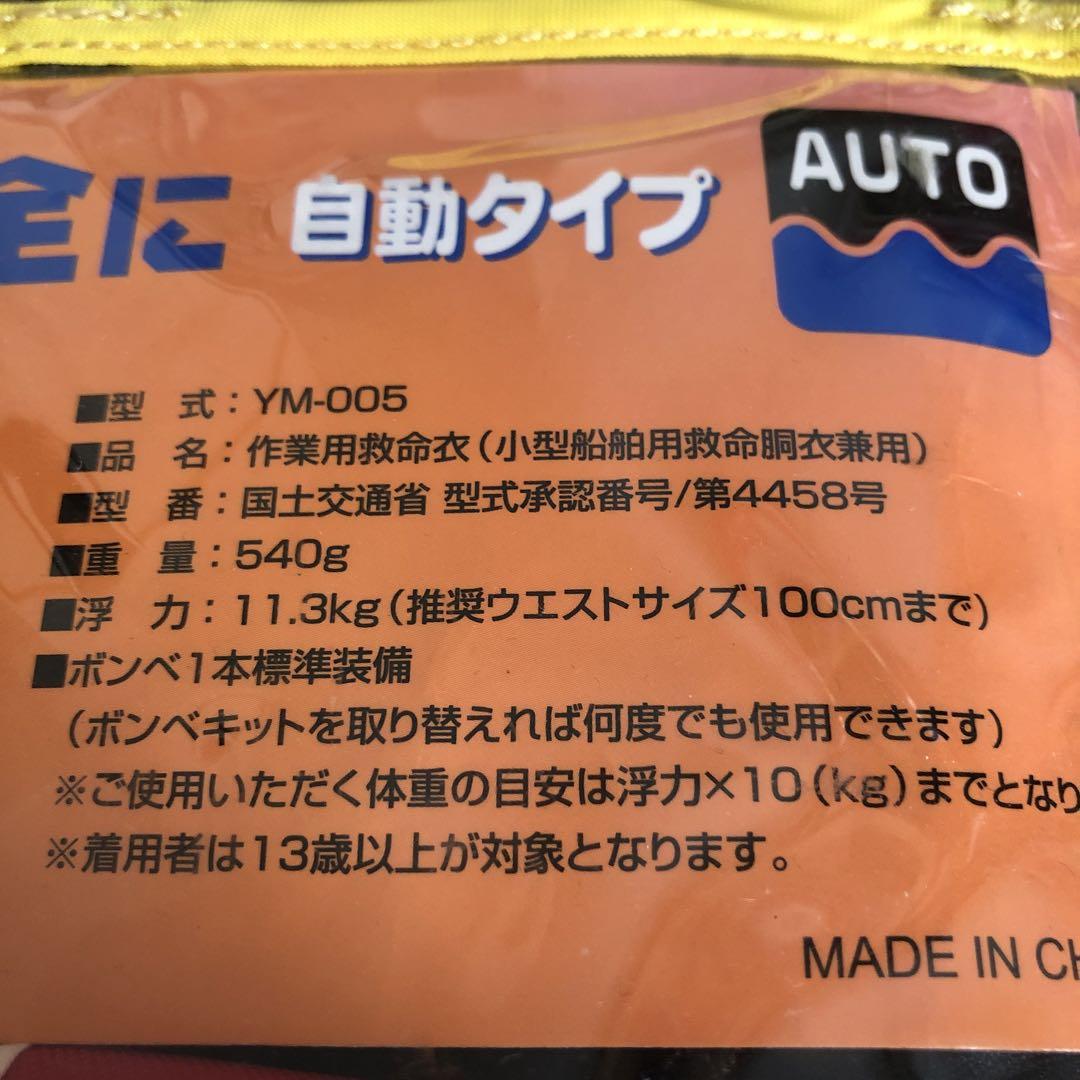 全に 自動タイプ
AUTO
■型 式：YM-005
■品 名：作業用救命衣（小型船舶用救命胴衣兼用）
■型 番：国土交通省 型式承認番号/第4458号
■重 量：540g
■浮 力：11.3kg（推奨ウエストサイズ100cmまで）
■ボンベ1本標準装備
（ボンベキットを取り替えれば何度でも使用できます）
※ご使用いただく体重の目安は浮力×10（kg）までとなり
※着用者は13歳以上が対象となります。
MADE IN CH